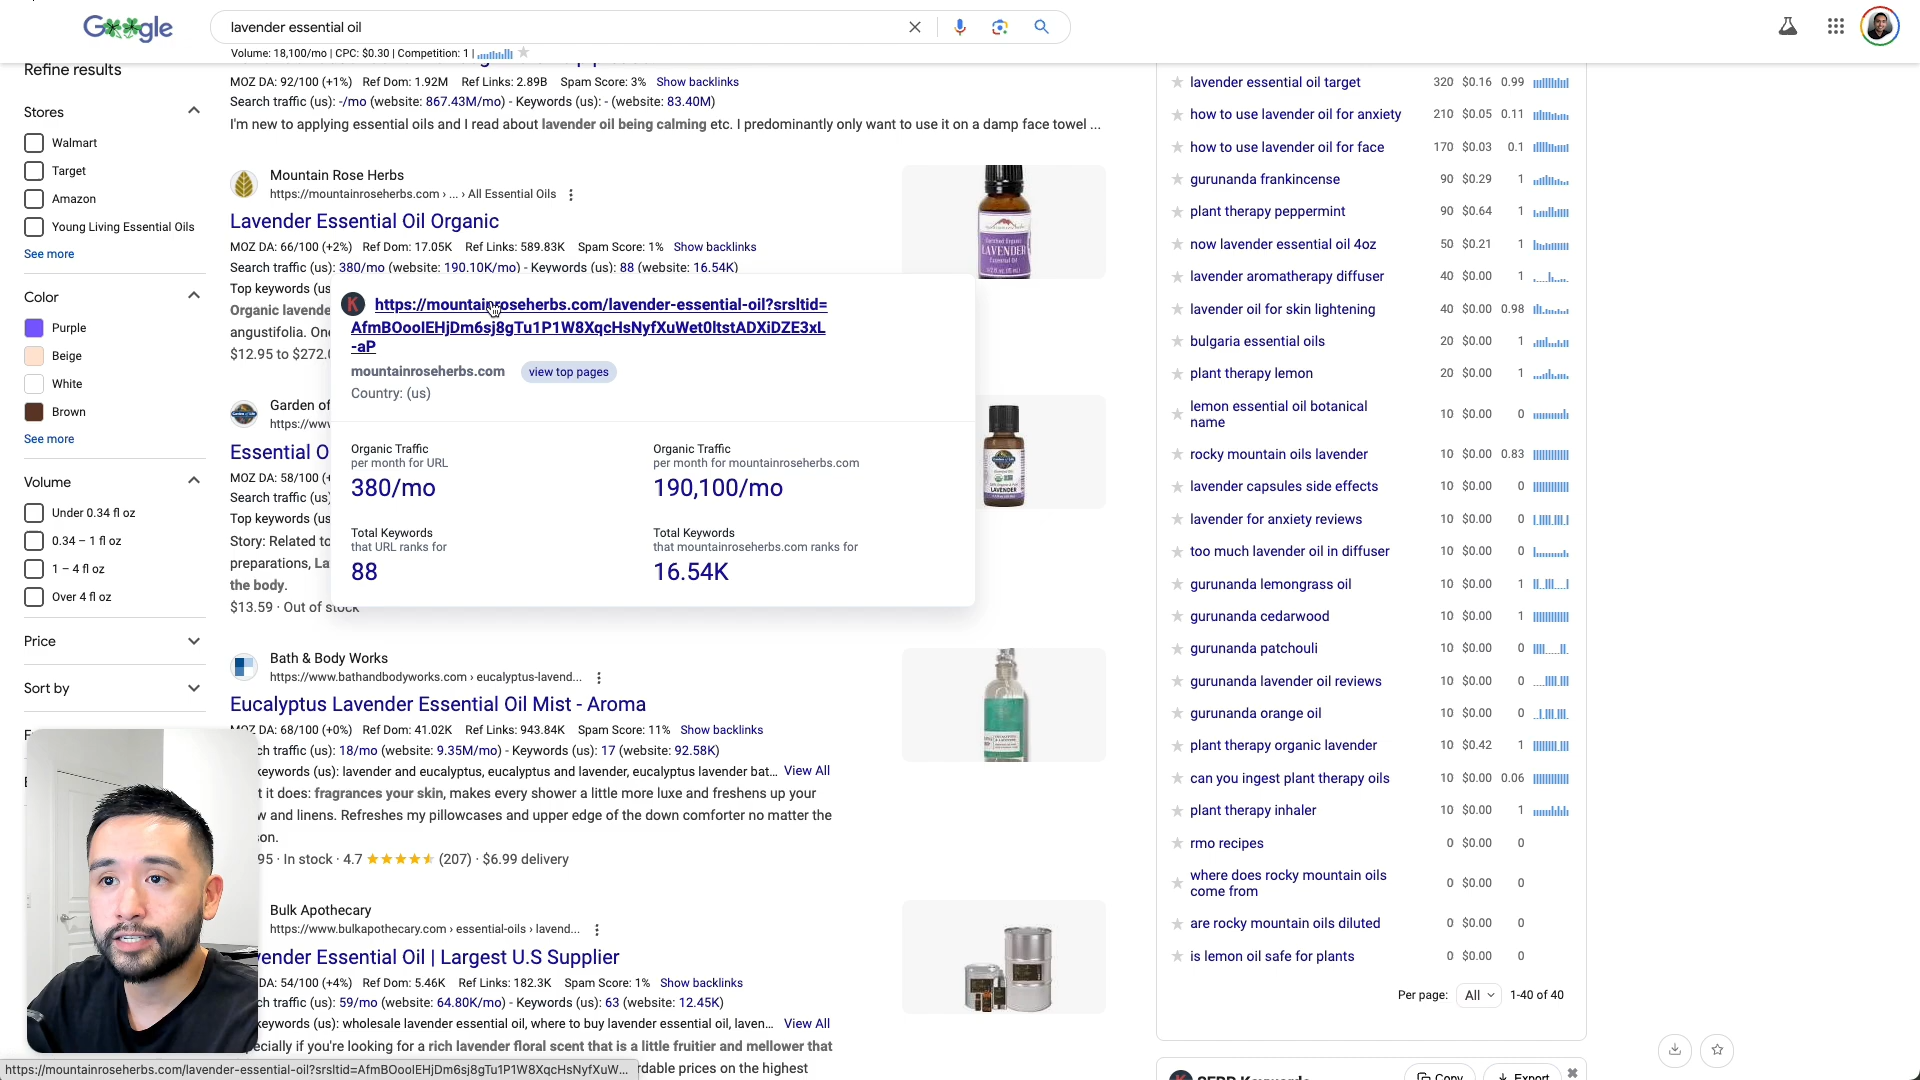 Google
lavender essential oil
Volume: 18,100/mo | CPC: $0.30 | Competition: 1 |
Refine results
Stores
Walmart
Target
Amazon
Young Living Essential Oils
See more
Color
Purple
Beige
White
Brown
See more
Volume
Under 0.34 fl oz
0.34 – 1 fl oz
1 – 4 fl oz
Over 4 fl oz
Price
Sort by
MOZ DA: 92/100 (+1%) Ref Dom: 1.92M Ref Links: 2.89B Spam Score: 3% Show backlinks
Search traffic (us): -/mo (website: 867.43M/mo) - Keywords (us): - (website: 83.40M)
I'm new to applying essential oils and I read about lavender oil being calming etc. I predominantly only want to use it on a damp face towel ...
Mountain Rose Herbs
https://mountainroseherbs.com › ... › All Essential Oils
Lavender Essential Oil Organic
MOZ DA: 66/100 (+2%) Ref Dom: 17.05K Ref Links: 589.83K Spam Score: 1% Show backlinks
Search traffic (us): 380/mo (website: 190.10K/mo) - Keywords (us): 88 (website: 16.54K)
Top keywords (us
Organic lavende
angustifolia. On
$12.95 to $272.0
K
https://mountainroseherbs.com/lavender-essential-oil?srsltid=
AfmBOoolEHjDm6sj8gTu1P1W8XqcHsNyfXuWet0ltstADXiDZE3xL
-aP
mountainroseherbs.com view top pages
Country: (us)
Organic Traffic
per month for URL
380/mo
Organic Traffic
per month for mountainroseherbs.com
190,100/mo
Total Keywords
that URL ranks for
88
Total Keywords
that mountainroseherbs.com ranks for
16.54K
Garden of
https://ww
Essential O
MOZ DA: 58/100 (+
Search traffic (us)
Top keywords (us
Story: Related to
preparations, La
the body.
$13.59 · Out of stock
Bath & Body Works
https://www.bathandbodyworks.com › eucalyptus-lavend...
Eucalyptus Lavender Essential Oil Mist - Aroma
MOZ DA: 68/100 (+0%) Ref Dom: 41.02K Ref Links: 943.84K Spam Score: 11% Show backlinks
ch traffic (us): 18/mo (website: 9.35M/mo) - Keywords (us): 17 (website: 92.58K)
keywords (us): lavender and eucalyptus, eucalyptus and lavender, eucalyptus lavender bat... View All
t it does: fragrances your skin, makes every shower a little more luxe and freshens up your
w and linens. Refreshes my pillowcases and upper edge of the down comforter no matter the
son.
95 · In stock · 4.7 (207) · $6.99 delivery
Bulk Apothecary
https://www.bulkapothecary.com › essential-oils › lavend...
vender Essential Oil | Largest U.S Supplier
DA: 54/100 (+4%) Ref Dom: 5.46K Ref Links: 182.3K Spam Score: 1% Show backlinks
ch traffic (us): 59/mo (website: 64.80K/mo) - Keywords (us): 63 (website: 12.45K)
keywords (us): wholesale lavender essential oil, where to buy lavender essential oil, laven... View All
ecially if you're looking for a rich lavender floral scent that is a little fruitier and mellower that
rdable prices on the highest
https://mountainroseherbs.com/lavender-essential-oil?srsltid=AfmBOoolEHjDm6sj8gTu1P1W8XqcHsNyfXuW...
LAVENDER
LAVENDER
lavender essential oil target 320 $0.16 0.99
how to use lavender oil for anxiety 210 $0.05 0.11
how to use lavender oil for face 170 $0.03 0.1
gurunanda frankincense 90 $0.29 1
plant therapy peppermint 90 $0.64 1
now lavender essential oil 4oz 50 $0.21 1
lavender aromatherapy diffuser 40 $0.00 1
lavender oil for skin lightening 40 $0.00 0.98
bulgaria essential oils 20 $0.00 1
plant therapy lemon 20 $0.00 1
lemon essential oil botanical
name 10 $0.00 0
rocky mountain oils lavender 10 $0.00 0.83
lavender capsules side effects 10 $0.00 0
lavender for anxiety reviews 10 $0.00 0
too much lavender oil in diffuser 10 $0.00 0
gurunanda lemongrass oil 10 $0.00 1
gurunanda cedarwood 10 $0.00 1
gurunanda patchouli 10 $0.00 0
gurunanda lavender oil reviews 10 $0.00 0
gurunanda orange oil 10 $0.00 0
plant therapy organic lavender 10 $0.42 1
can you ingest plant therapy oils 10 $0.00 0.06
plant therapy inhaler 10 $0.00 1
rmo recipes 0 $0.00 0
where does rocky mountain oils
come from 0 $0.00 0
are rocky mountain oils diluted 0 $0.00 0
is lemon oil safe for plants 0 $0.00 0
Per page: All 1-40 of 40
SERP Keywords Copy Export